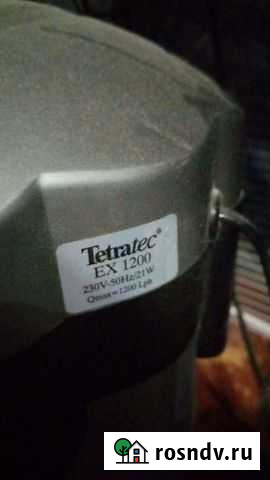 Tetratec®
EX 1200
230V-50Hz/21W
Qmax=1200 Lph
rosndv.ru